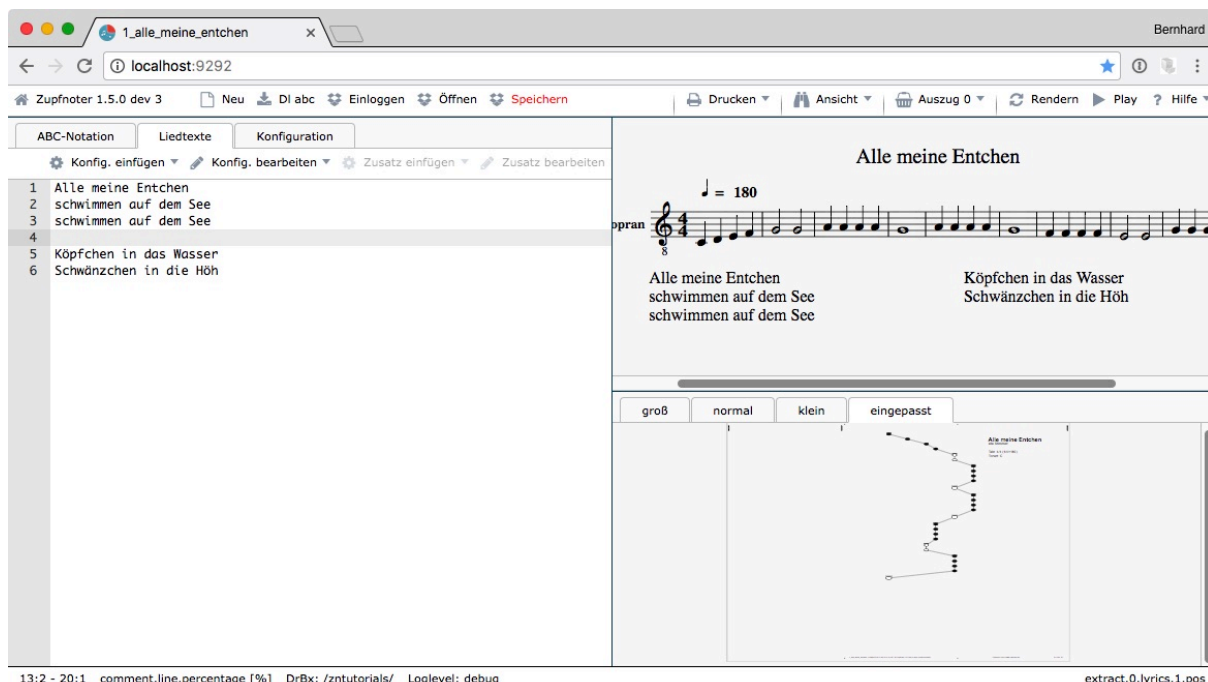 1_alle_meine_entchen ×
Bernhard
localhost:9292
Zupfnoter 1.5.0 dev 3 Neu Dl abc Einloggen Öffnen Speichern Drucken Ansicht Auszug 0 Rendern Play ? Hilfe
ABC-Notation Liedtexte Konfiguration
Konfig. einfügen Konfig. bearbeiten Zusatz einfügen Zusatz bearbeiten
1 Alle meine Entchen
2 schwimmen auf dem See
3 schwimmen auf dem See
4
5 Köpfchen in das Wasser
6 Schwänzchen in die Höh
Alle meine Entchen
= 180
opran
4
4
8
Alle meine Entchen
schwimmen auf dem See
schwimmen auf dem See
Köpfchen in das Wasser
Schwänzchen in die Höh
groß normal klein eingepasst
Alle meine Entchen
13:2 - 20:1 comment.line.percentage [%] DrBx: /zntutorials/ Loglevel: debug
extract.0.lyrics.1.pos